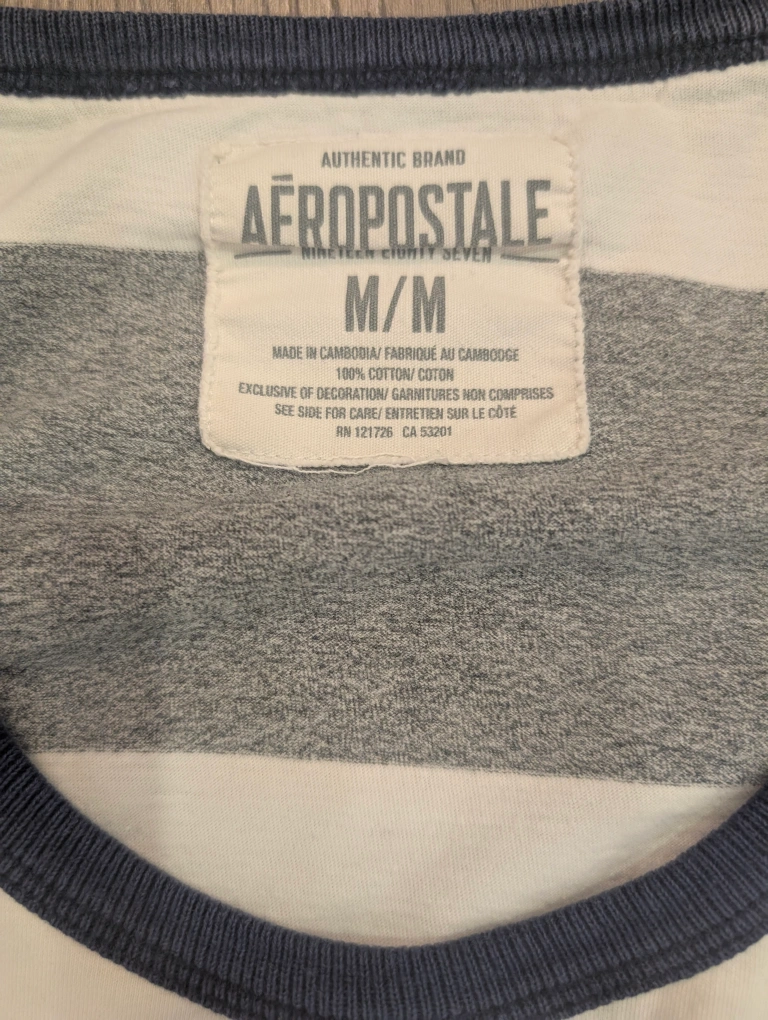 AUTHENTIC BRAND
AĒROPOSTALE
NINETEEN EIGHTY SEVEN
M/M
MADE IN CAMBODIA/ FABRIQUÉ AU CAMBODGE
100% COTTON/ COTON
EXCLUSIVE OF DECORATION/ GARNITURES NON COMPRISES
SEE SIDE FOR CARE/ ENTRETIEN SUR LE CÔTÉ
RN 121726 CA 53201